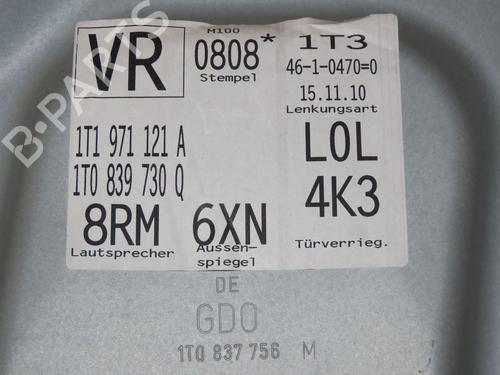 M100
VR 0808* 1T3
Stempel 46-1-0470=0
15.11.10
Lenkungsart
1T1 971 121 A L0L
1T0 839 730 Q
8RM 6XN 4K3
Lautsprecher Aussen- Türverrieg.
spiegel
DE
GDO
1T0 837 756 M
B-PARTS